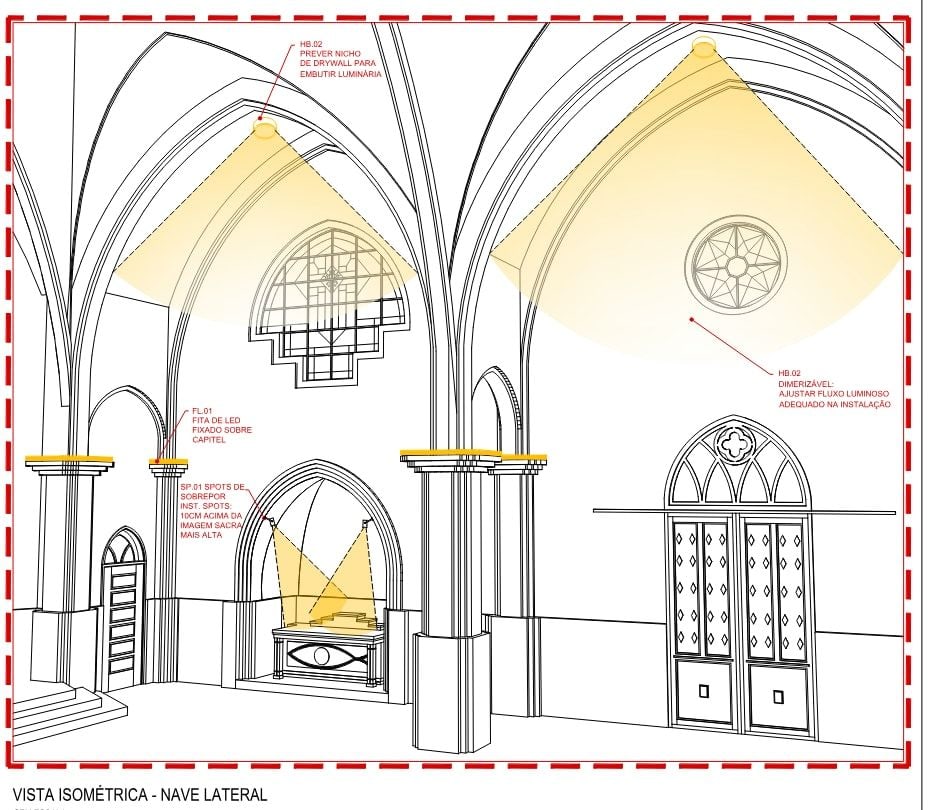 HB.02
PREVER NICHO
DE DRYWALL PARA
EMBUTIR LUMINÁRIA
HB.02
DIMERIZÁVEL:
AJUSTAR FLUXO LUMINOSO
ADEQUADO NA INSTALAÇÃO
FL.01
FITA DE LED
FIXADO SOBRE
CAPITEL
SP.01 SPOTS DE
SOBREPOR
INST. SPOTS:
10CM ACIMA DA
IMAGEM SACRA
MAIS ALTA
VISTA ISOMÉTRICA - NAVE LATERAL